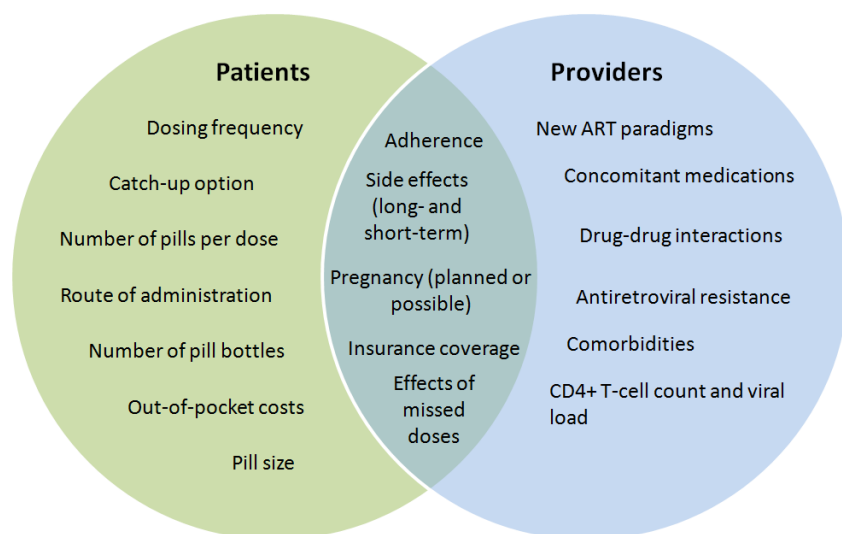 Patients
Dosing frequency
Catch-up option
Number of pills per dose
Route of administration
Number of pill bottles
Out-of-pocket costs
Pill size
Adherence
Side effects
(long- and
short-term)
Pregnancy (planned or
possible)
Insurance coverage
Effects of
missed
doses
Providers
New ART paradigms
Concomitant medications
Drug-drug interactions
Antiretroviral resistance
Comorbidities
CD4+ T-cell count and viral
load